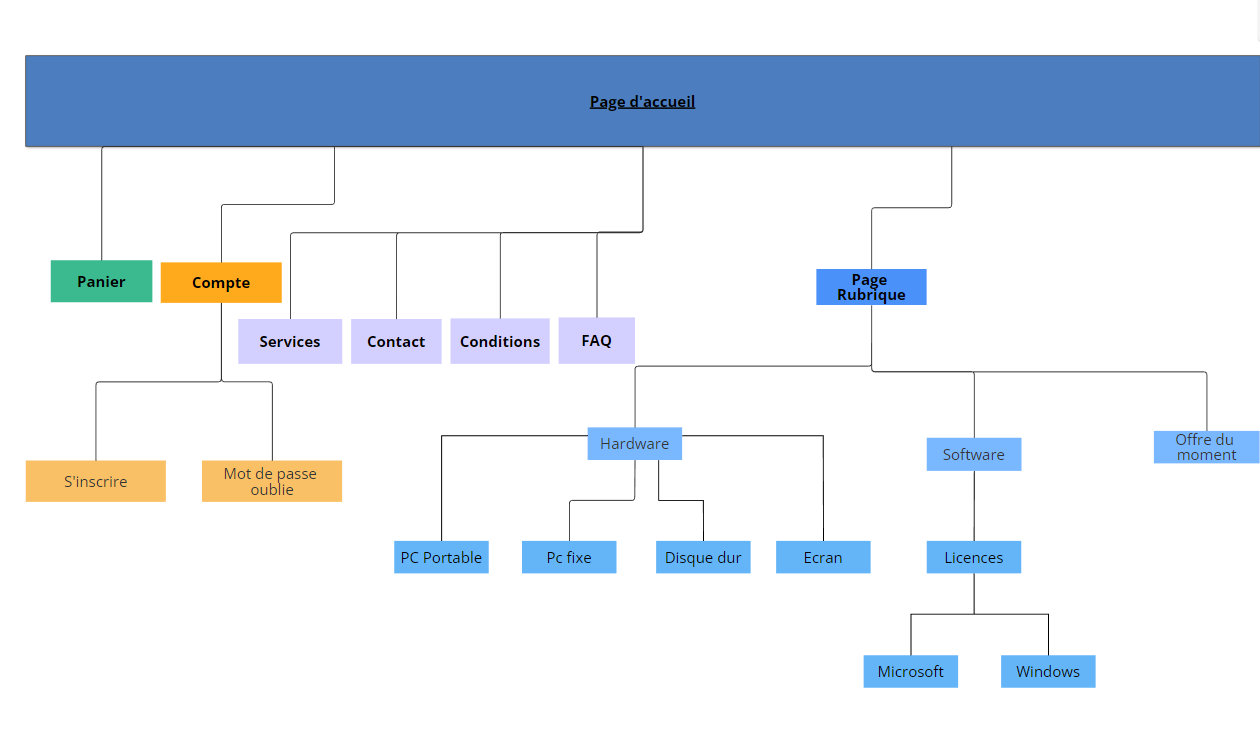 Page d'accueil
Panier
Compte
Page
Rubrique
Services
Contact
Conditions
FAQ
Hardware
Software
Offre du
moment
S'inscrire
Mot de passe
oublie
PC Portable
Pc fixe
Disque dur
Ecran
Licences
Microsoft
Windows